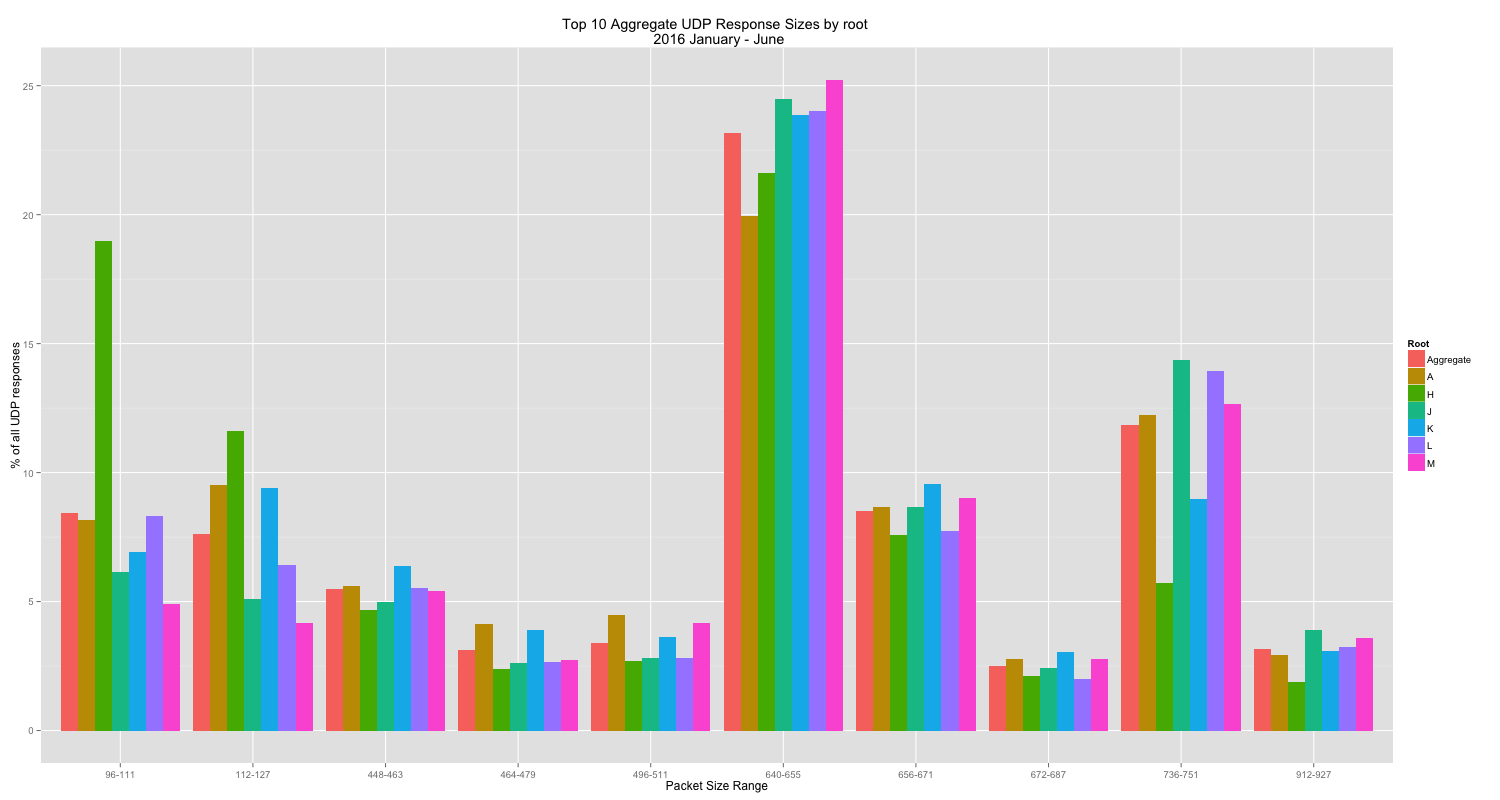 Top 10 Aggregate UDP Response Sizes by root
2016 January - June
% of all UDP responses
25
20
15
10
5
0
96-111
112-127
448-463
464-479
496-511
640-655
656-671
672-687
736-751
912-927
Packet Size Range
Root
Aggregate
A
H
J
K
L
M